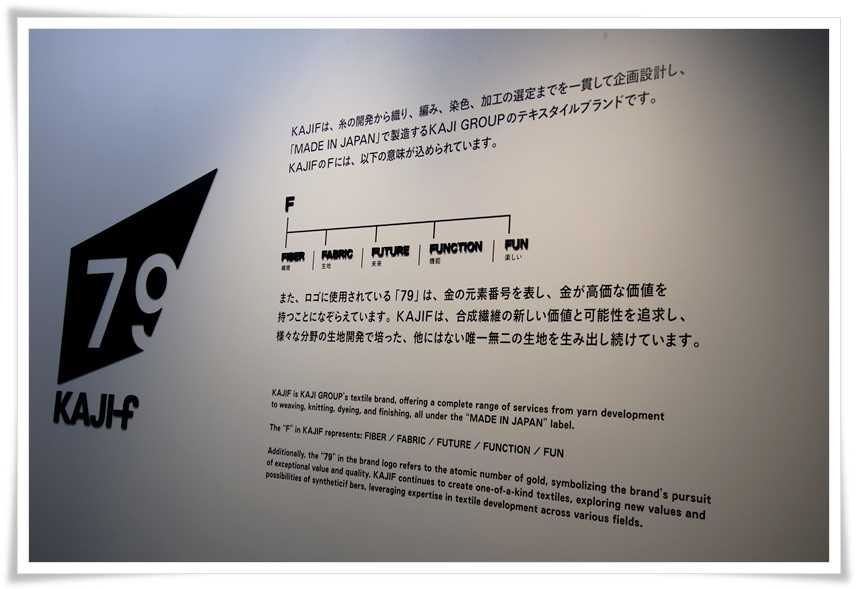 79
KAJI-f
KAJIFは、糸の開発から織り、編み、染色、加工の選定までを一貫して企画設計し、
「MADE IN JAPAN」で製造するKAJI GROUPのテキスタイルブランドです。
KAJIFのFには、以下の意味が込められています。
F
FIBER FABRIC FUTURE FUNCTION FUN
繊維 生地 未来 機能 楽しい
また、ロゴに使用されている「79」は、金の元素番号を表し、金が高価な価値を
持つことになぞらえています。KAJIFは、合成繊維の新しい価値と可能性を追求し、
様々な分野の生地開発で培った、他にはない唯一無二の生地を生み出し続けています。
KAJIF is KAJI GROUP's textile brand, offering a complete range of services from yarn development
to weaving, knitting, dyeing, and finishing, all under the "MADE IN JAPAN" label.
The "F" in KAJIF represents: FIBER / FABRIC / FUTURE / FUNCTION / FUN
Additionally, the "79" in the brand logo refers to the atomic number of gold, symbolizing the brand's pursuit
of exceptional value and quality. KAJIF continues to create one-of-a-kind textiles, exploring new values and
possibilities of syntheticif bers, leveraging expertise in textile development across various fields.